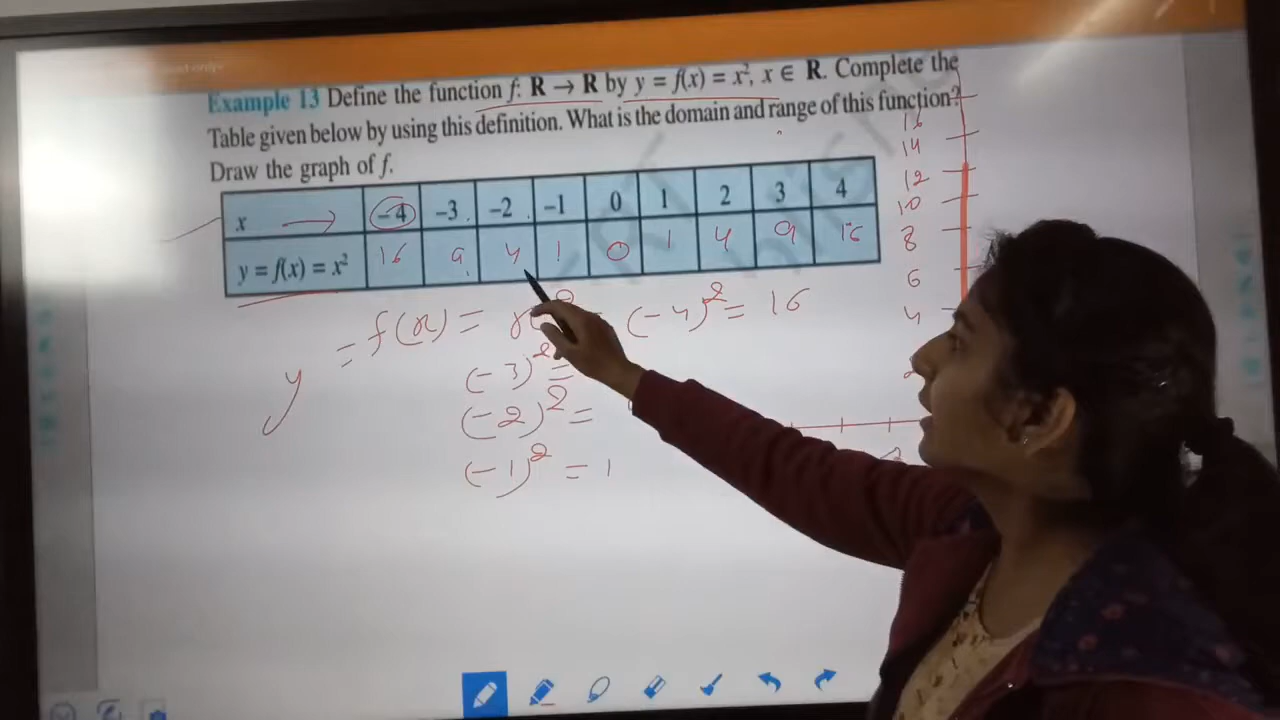 Example 13 Define the function f: R → R by y = f(x) = x², x ∈ R. Complete the
Table given below by using this definition. What is the domain and range of this function?
Draw the graph of f.
x → -4 -3 -2 -1 0 1 2 3 4
y = f(x) = x² 16 9 4 1 0 1 4 9 16
y = f(x) = (-4)² = 16
(-3)² =
(-2)² =
(-1)² = 1
16
14
12
10
8
6
4